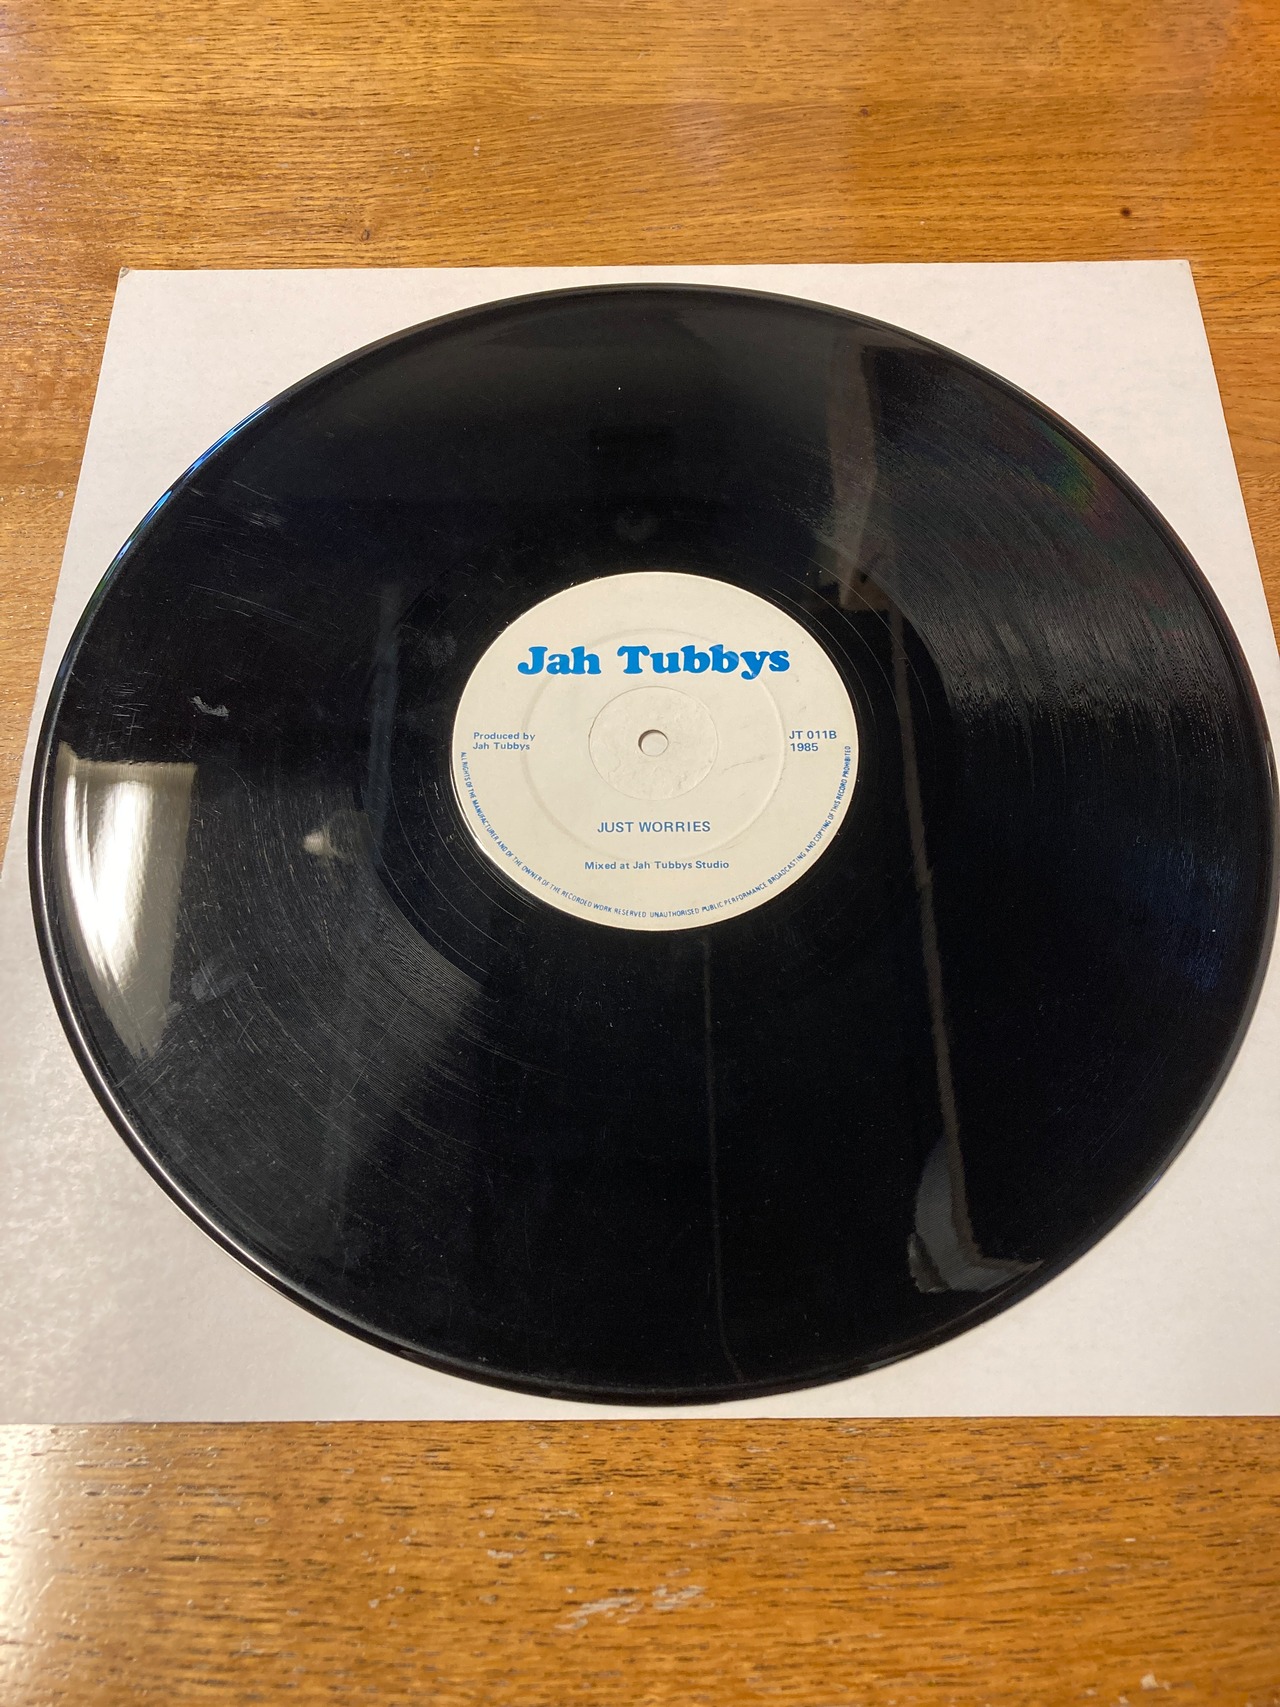 Jah Tubbys
Produced by
Jah Tubbys
JT 011B
1985
JUST WORRIES
Mixed at Jah Tubbys Studio
ALL RIGHTS OF THE MANUFACTURER AND OF THE OWNER OF THE RECORDED WORK RESERVED UNAUTHORISED PUBLIC PERFORMANCE BROADCASTING AND COPYING OF THIS RECORD PROHIBITED